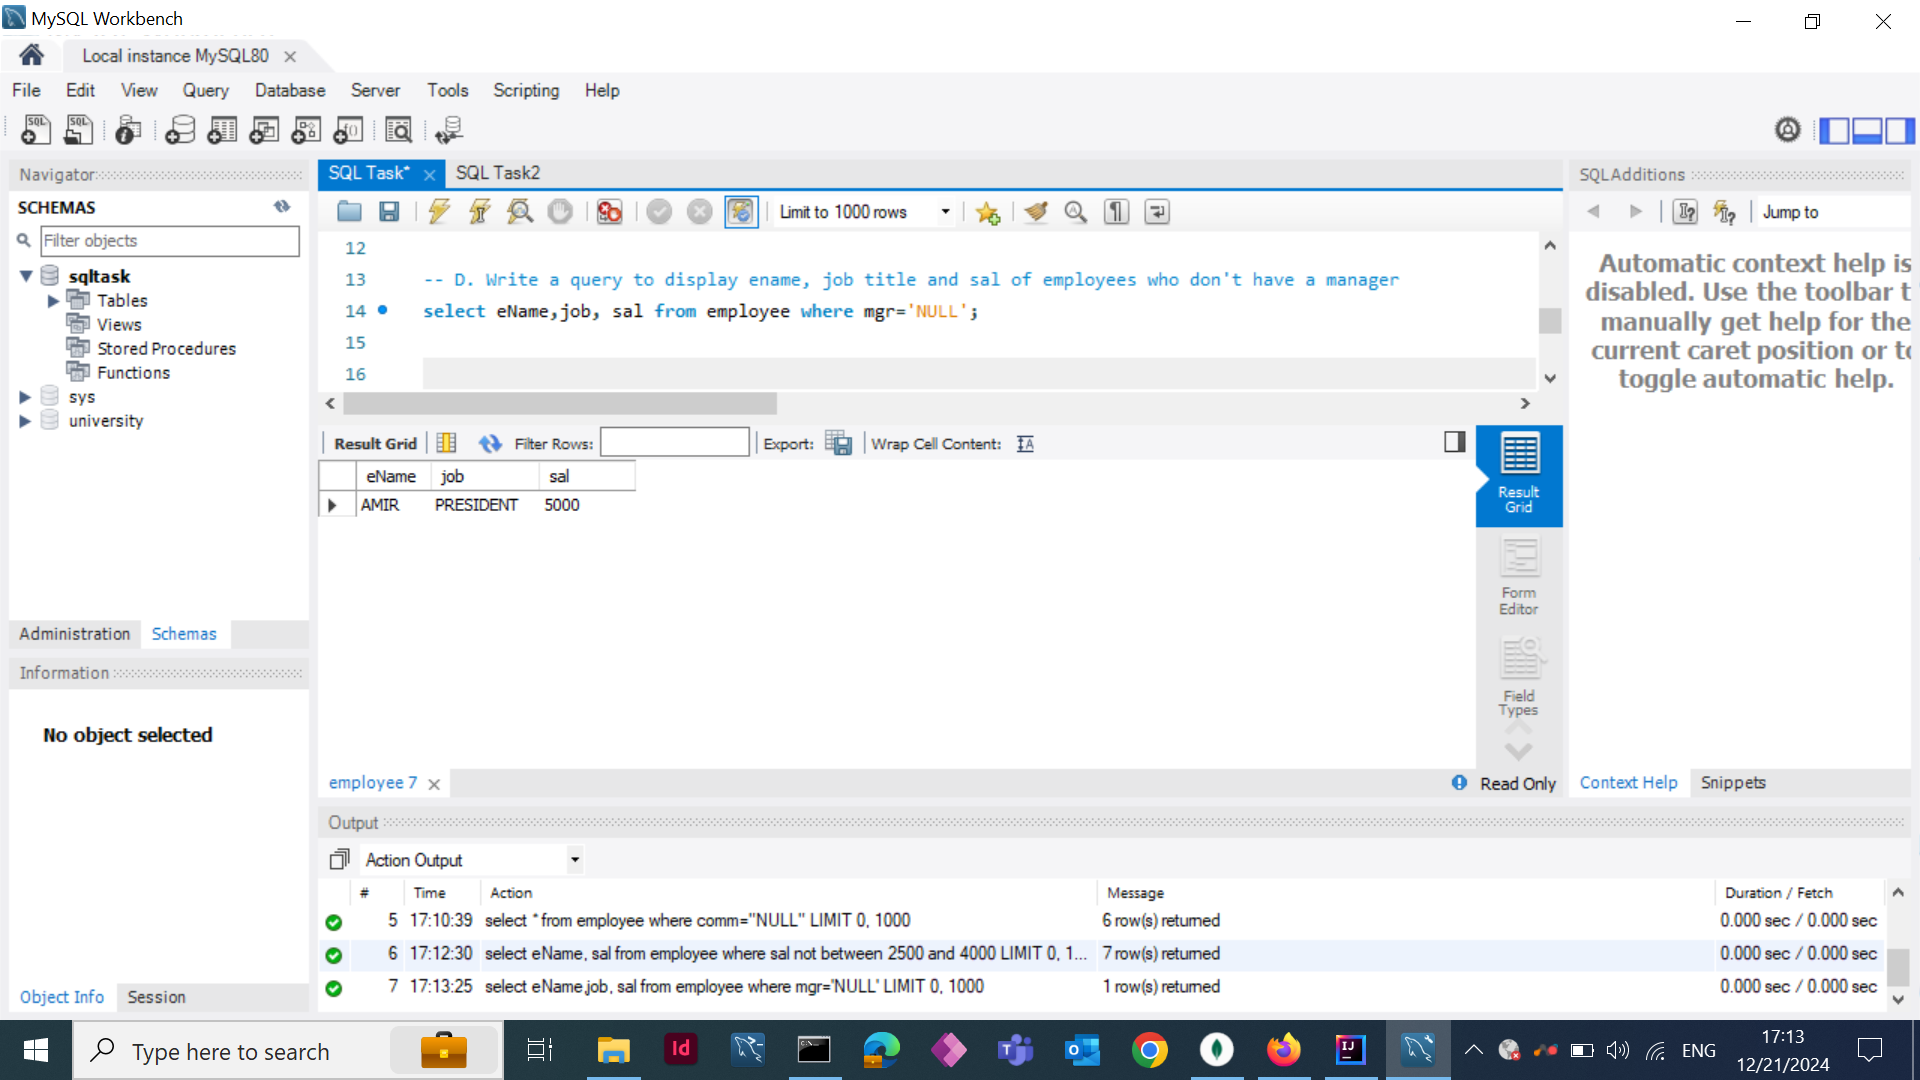 MySQL Workbench
Local instance MySQL80
File Edit View Query Database Server Tools Scripting Help
Navigator
SCHEMAS
Filter objects
sqltask
Tables
Views
Stored Procedures
Functions
sys
university
Administration Schemas
Information
No object selected
Object Info Session
SQL Task* SQL Task2
Limit to 1000 rows
12
13 -- D. Write a query to display ename, job title and sal of employees who don't have a manager
14 select eName,job, sal from employee where mgr='NULL';
15
16
Result Grid Filter Rows: Export: Wrap Cell Content:
eName job sal
AMIR PRESIDENT 5000
Result
Grid
Form
Editor
Field
Types
employee 7
Read Only
SQLAdditions
Jump to
Automatic context help is
disabled. Use the toolbar t
manually get help for the
current caret position or to
toggle automatic help.
Context Help Snippets
Output
Action Output
# Time Action Message Duration / Fetch
5 17:10:39 select * from employee where comm="NULL" LIMIT 0, 1000 6 row(s) returned 0.000 sec / 0.000 sec
6 17:12:30 select eName, sal from employee where sal not between 2500 and 4000 LIMIT 0, 1... 7 row(s) returned 0.000 sec / 0.000 sec
7 17:13:25 select eName,job, sal from employee where mgr='NULL' LIMIT 0, 1000 1 row(s) returned 0.000 sec / 0.000 sec
Type here to search
ENG
17:13
12/21/2024